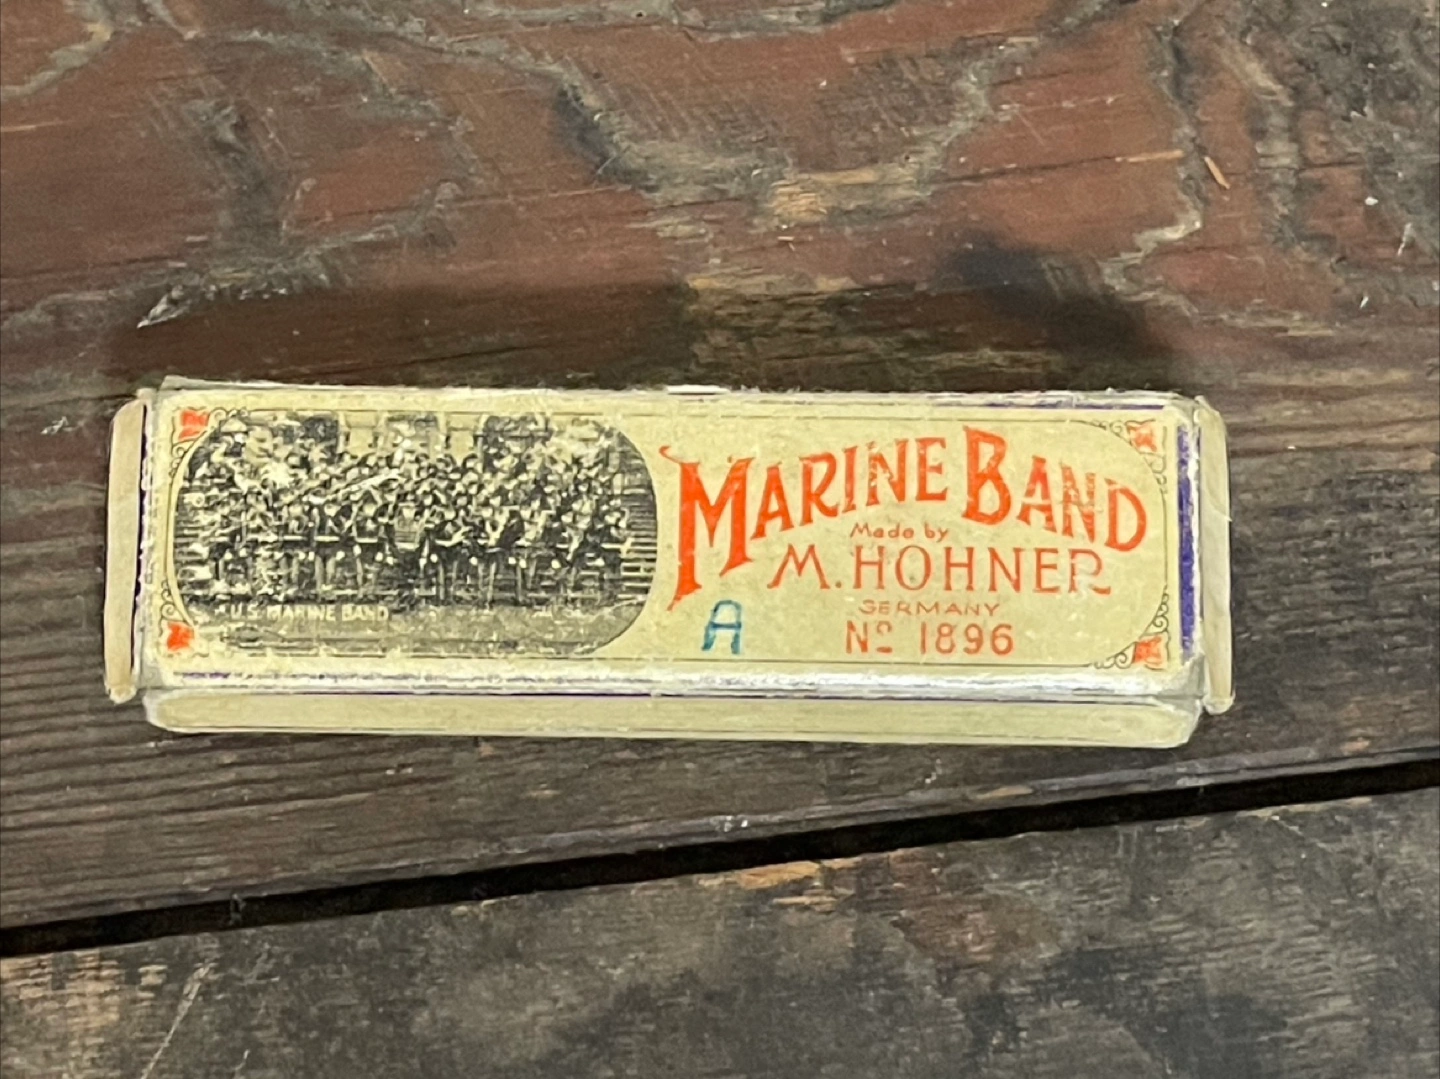 MARINE BAND
Made by
M. HOHNER
GERMANY
A
Nº 1896
U.S. MARINE BAND